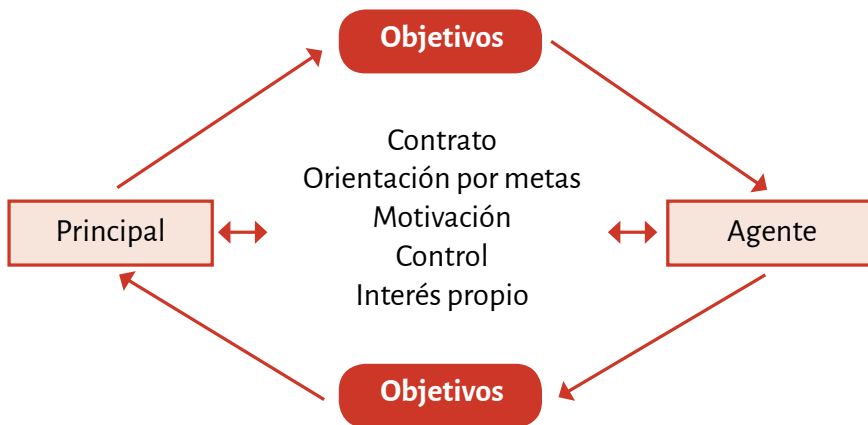 Objetivos
Contrato
Orientación por metas
Motivación
Control
Interés propio
Principal
Agente
Objetivos